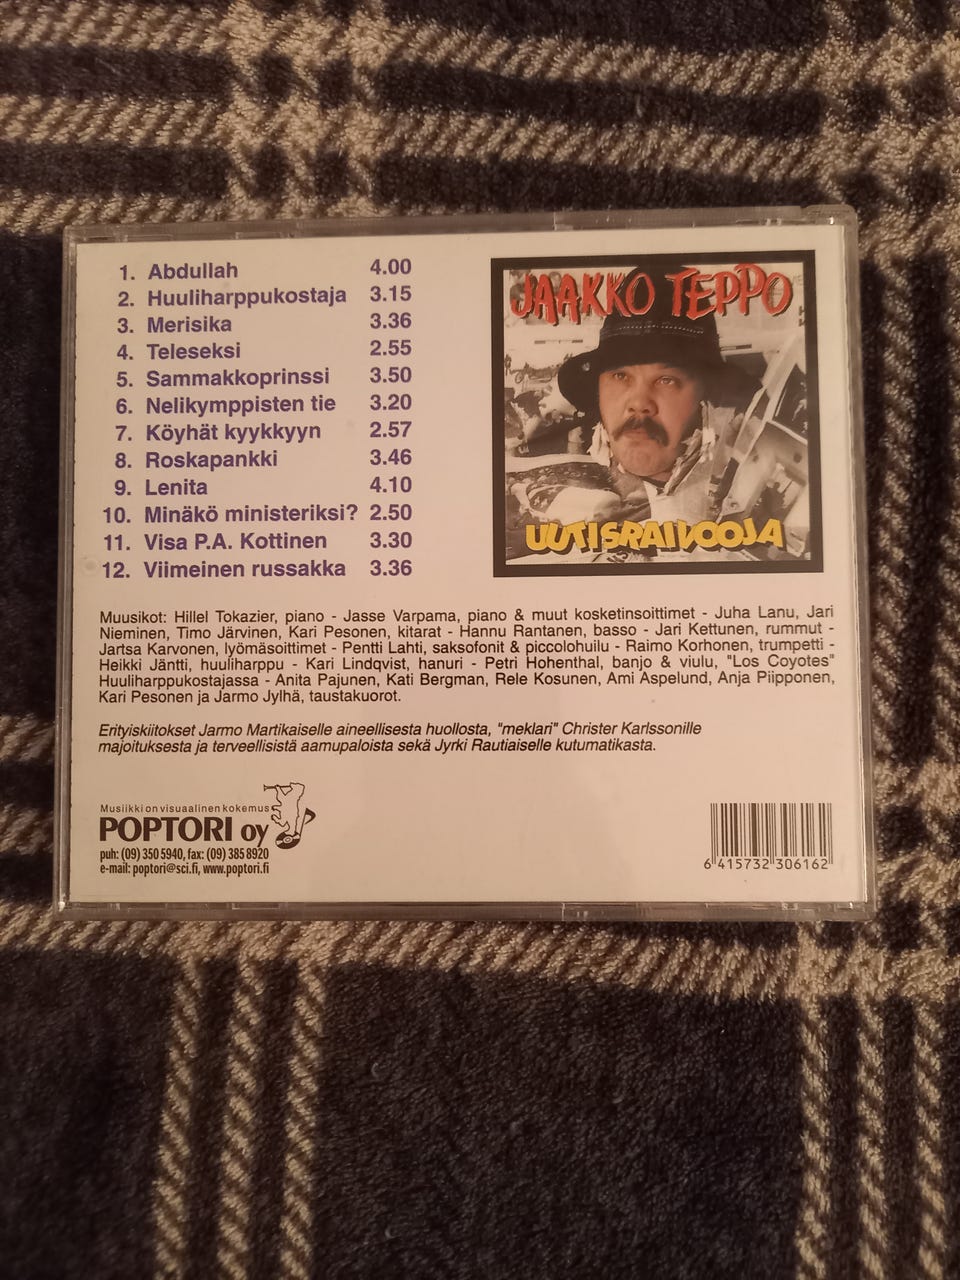 1. Abdullah 4.00
2. Huuliharppukostaja 3.15
3. Merisika 3.36
4. Teleseksi 2.55
5. Sammakkoprinssi 3.50
6. Nelikymppisten tie 3.20
7. Köyhät kyykkyyn 2.57
8. Roskapankki 3.46
9. Lenita 4.10
10. Minäkö ministeriksi? 2.50
11. Visa P.A. Kottinen 3.30
12. Viimeinen russakka 3.36
JAAKKO TEPPO
UUTISRAIVOOJA
Muusikot: Hillel Tokazier, piano - Jasse Varpama, piano & muut kosketinsoittimet - Juha Lanu, Jari
Nieminen, Timo Järvinen, Kari Pesonen, kitarat - Hannu Rantanen, basso - Jari Kettunen, rummut -
Jartsa Karvonen, lyömäsoittimet - Pentti Lahti, saksofonit & piccolohuilu - Raimo Korhonen, trumpetti -
Heikki Jäntti, huuliharppu - Kari Lindqvist, hanuri - Petri Hohenthal, banjo & viulu, "Los Coyotes"
Huuliharppukostajassa - Anita Pajunen, Kati Bergman, Rele Kosunen, Ami Aspelund, Anja Piipponen,
Kari Pesonen ja Jarmo Jylhä, taustakuorot.
Erityiskiitokset Jarmo Martikaiselle aineellisesta huollosta, "meklari" Christer Karlssonille
majoituksesta ja terveellisistä aamupaloista sekä Jyrki Rautiaiselle kutumatikasta.
Musiikki on visuaalinen kokemus
POPTORI oy
puh: (09) 350 5940, fax: (09) 385 8920
e-mail: poptori@sci.fi, www.poptori.fi
6 415732 306162